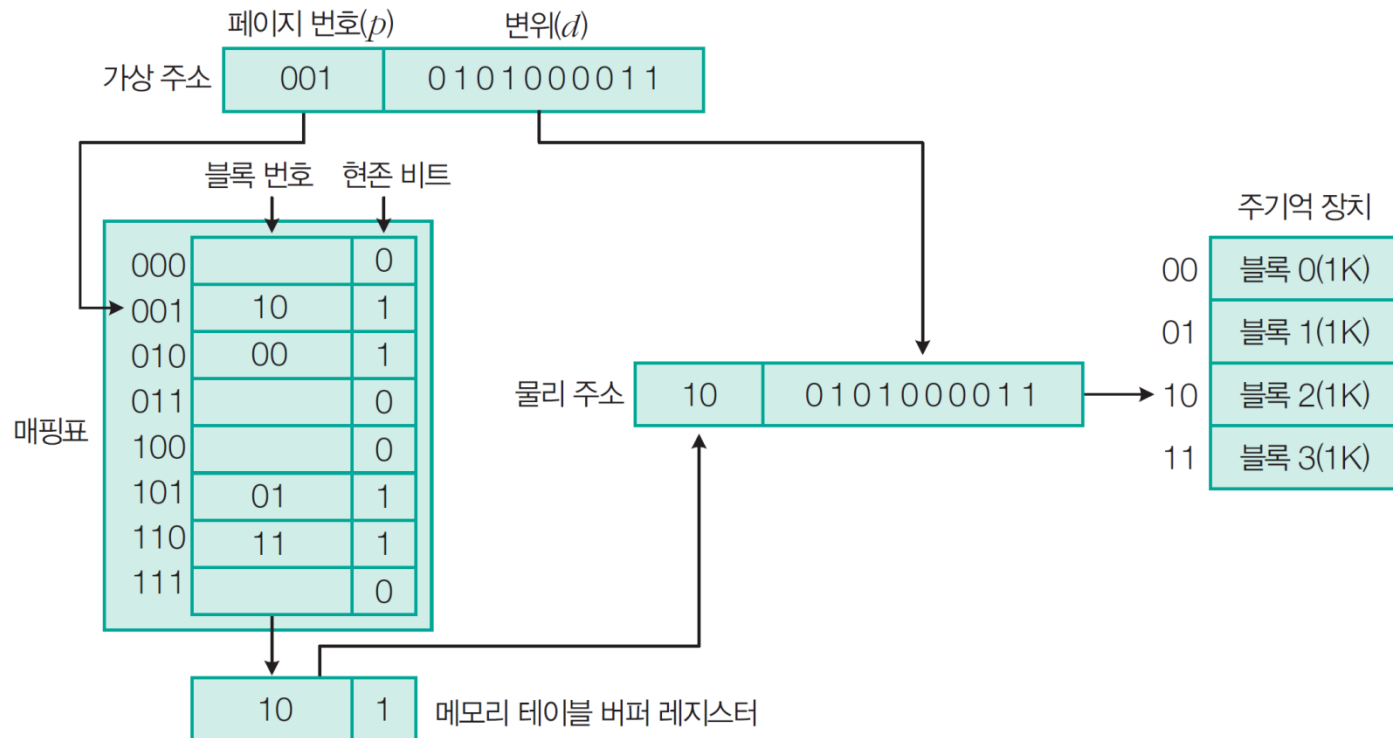 페이지 번호(p) 변위(d)
가상 주소 001 0101000011
블록 번호 현존 비트
주기억 장치
000 0
001 10 1
010 00 1
011 0
100 0
101 01 1
110 11 1
111 0
매핑표
물리 주소 10 0101000011
00 블록 0(1K)
01 블록 1(1K)
10 블록 2(1K)
11 블록 3(1K)
10 1 메모리 테이블 버퍼 레지스터